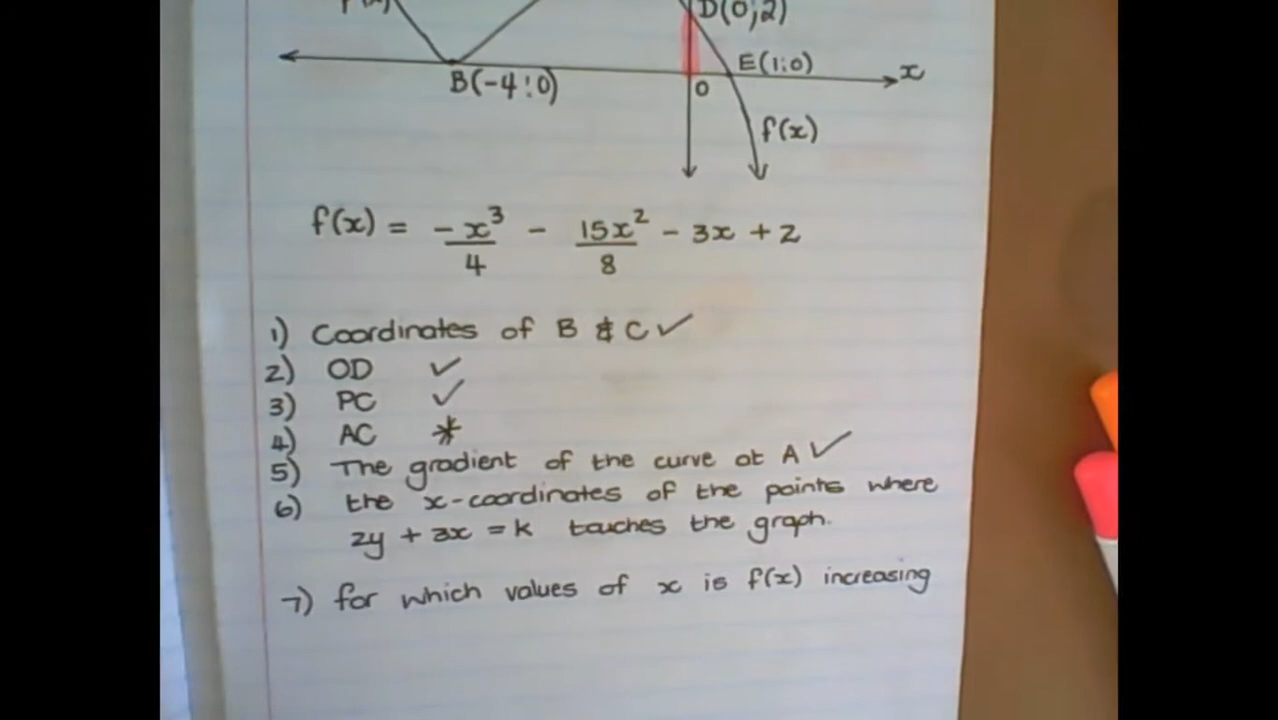 D(0;2)
E(1;0)
x
B(-4;0)
0
f(x)
f(x) = -x³/4 - 15x²/8 - 3x + 2
1) Coordinates of B & C ✓
2) OD ✓
3) PC ✓
4) AC *
5) The gradient of the curve at A ✓
6) the x-coordinates of the points where
2y + 3x = k touches the graph.
7) for which values of x is f(x) increasing